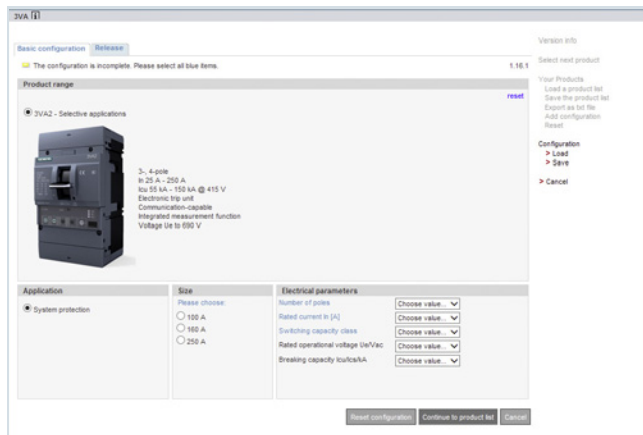 3VA i
Basic configuration Release
The configuration is incomplete. Please select all blue items. 1.16.1
Product range
reset
3VA2 - Selective applications
3-, 4-pole
In 25 A - 250 A
Icu 55 kA - 150 kA @ 415 V
Electronic trip unit
Communication-capable
Integrated measurement function
Voltage Ue to 690 V
Application
System protection
Size
Please choose:
100 A
160 A
250 A
Electrical parameters
Number of poles Choose value...
Rated current In [A] Choose value...
Switching capacity class Choose value...
Rated operational voltage Ue/Vac Choose value...
Breaking capacity Icu/Ics/kA Choose value...
Reset configuration Continue to product list Cancel
Version info
Select next product
Your Products
Load a product list
Save the product list
Export as txt file
Add configuration
Reset
Configuration
> Load
> Save
> Cancel